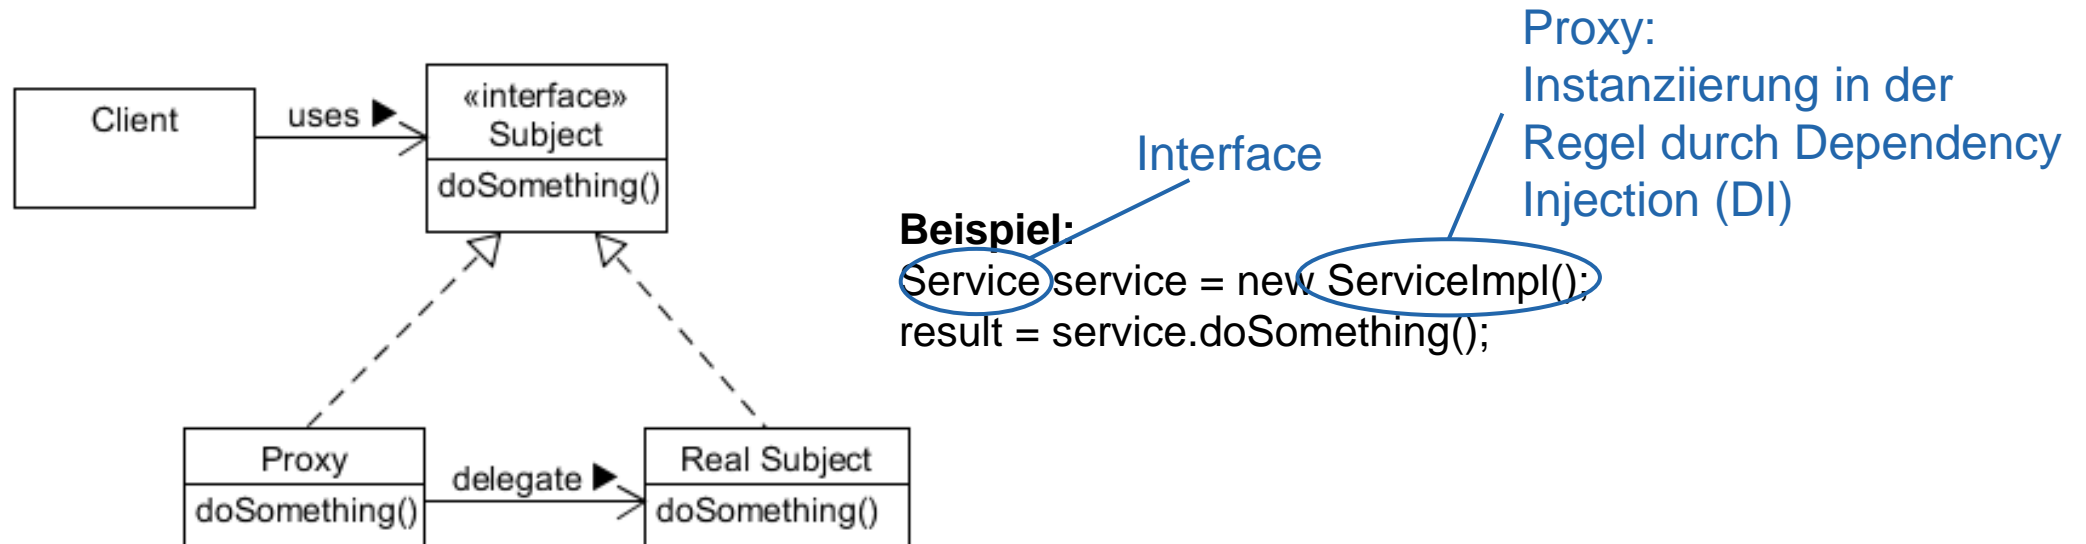 Client
uses ▶
«interface»
Subject
doSomething()
Proxy
doSomething()
delegate ▶
Real Subject
doSomething()
Interface
Proxy:
Instanziierung in der
Regel durch Dependency
Injection (DI)
Beispiel:
Service service = new ServiceImpl();
result = service.doSomething();